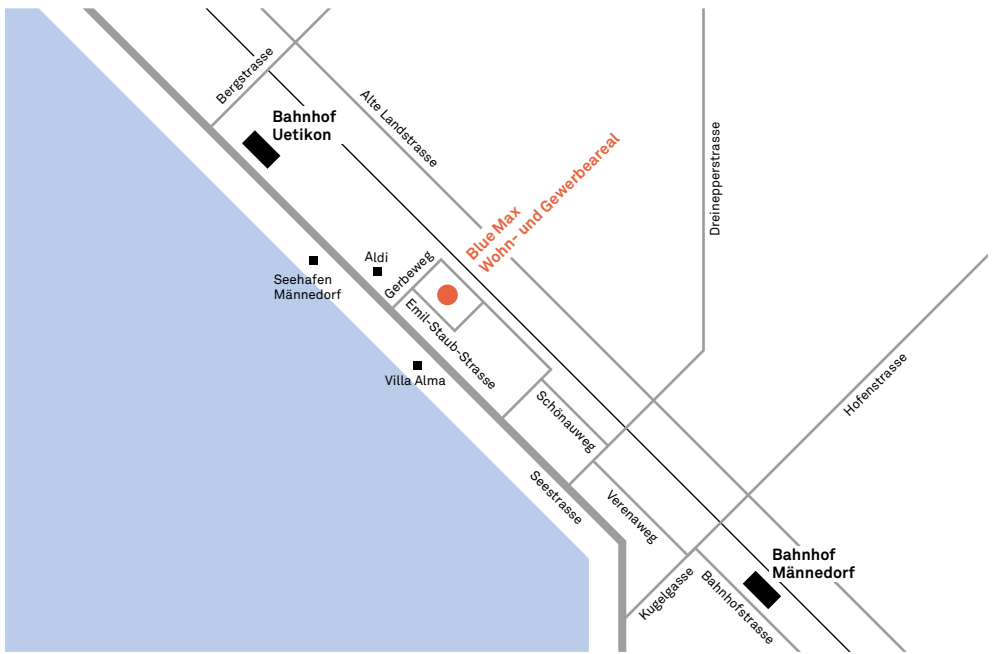 Bergstrasse
Bahnhof
Uetikon
Alte Landstrasse
Dreinepperstrasse
Blue Max
Wohn- und Gewerbeareal
Aldi
Gerbeweg
Seehafen
Männedorf
Emil-Staub-Strasse
Villa Alma
Hofenstrasse
Schönauweg
Seestrasse
Verenaweg
Bahnhof
Männedorf
Kugelgasse
Bahnhofstrasse